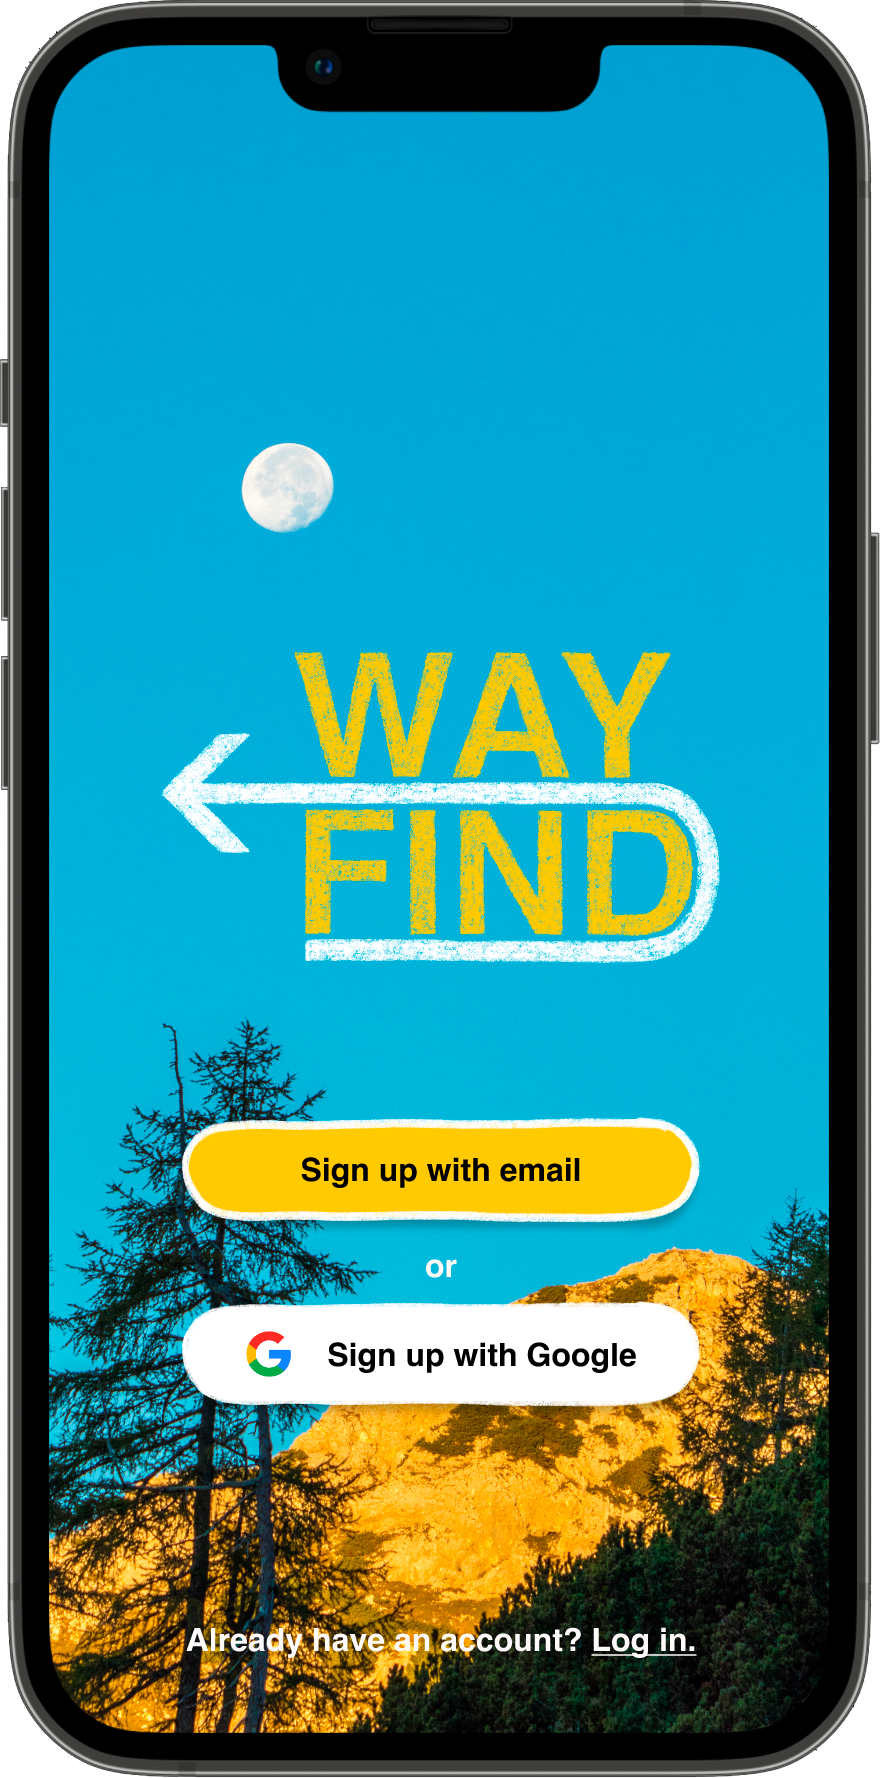 WAY
FIND
Sign up with email
or
Sign up with Google
Already have an account? Log in.